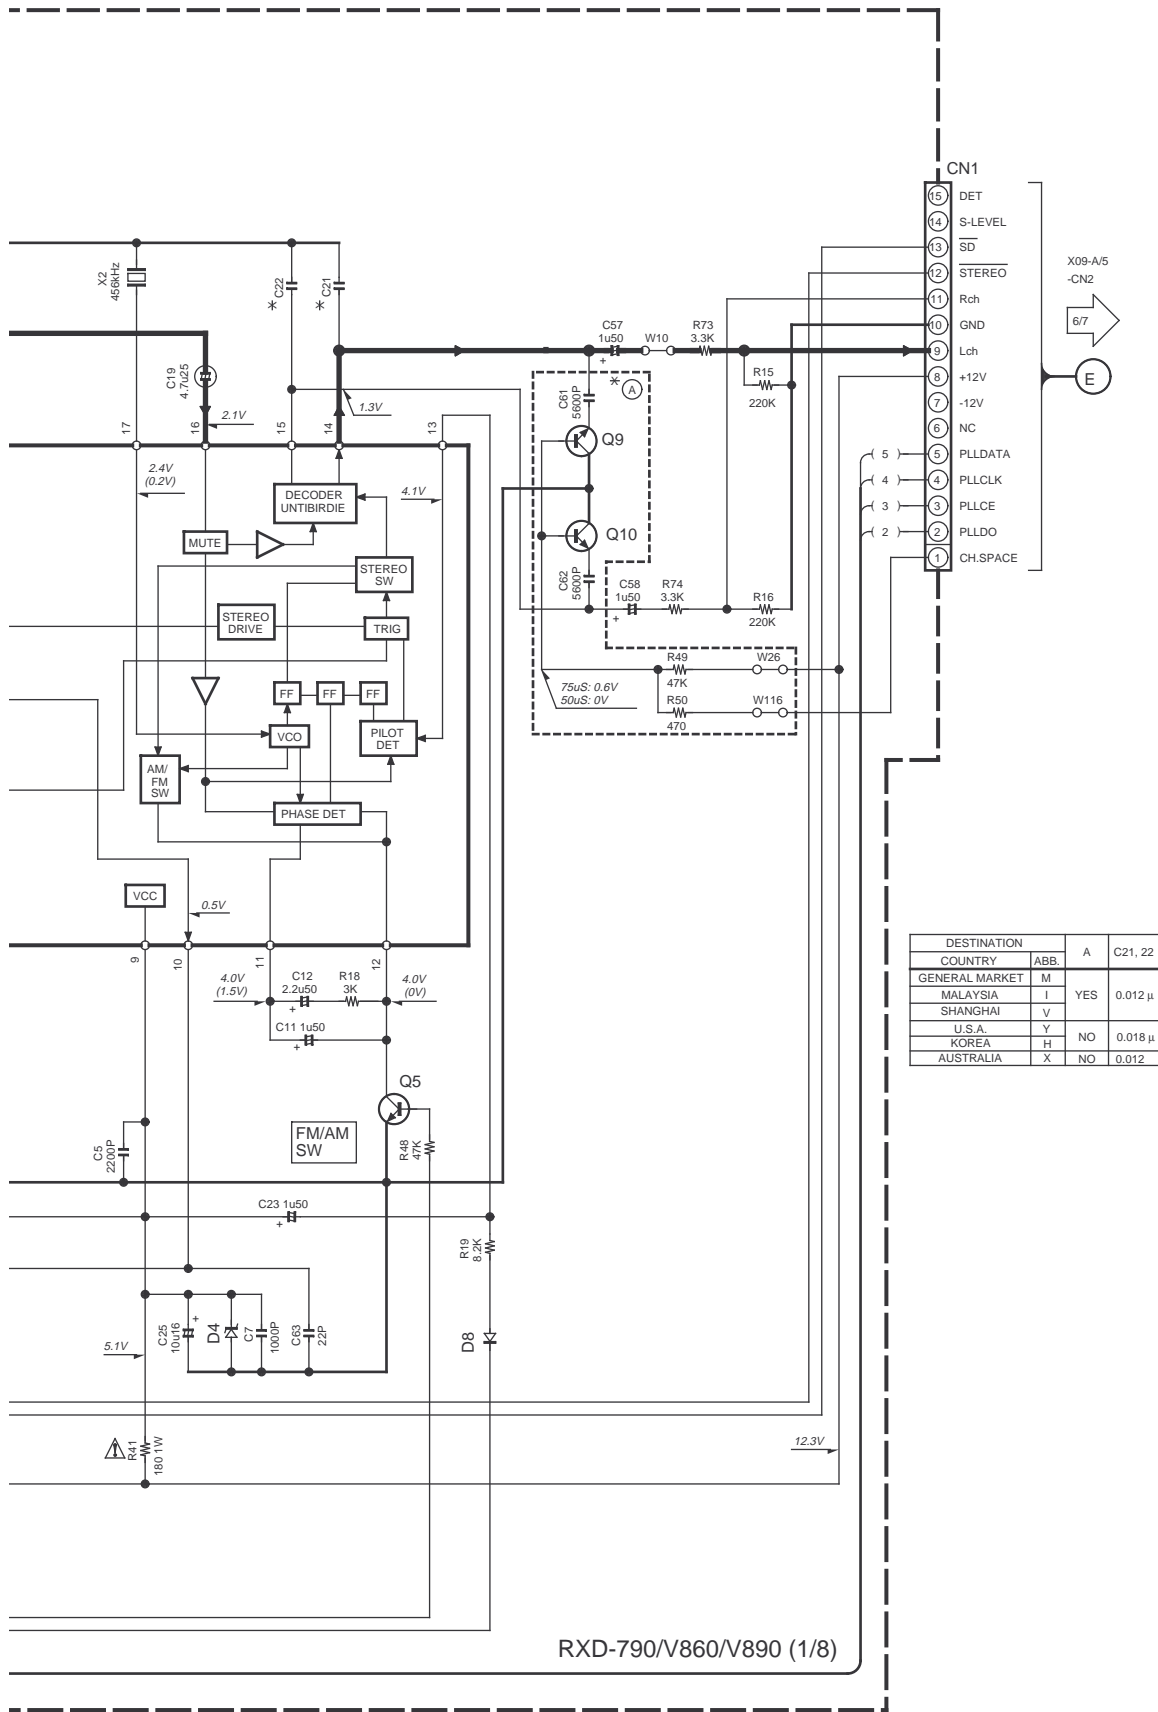 CN1
15 DET
14 S-LEVEL
13 SD
12 STEREO
11 Rch
10 GND
9 Lch
8 +12V
7 -12V
6 NC
5 PLLDATA
4 PLLCLK
3 PLLCE
2 PLLDO
1 CH.SPACE
( 5 )
( 4 )
( 3 )
( 2 )
X09-A/5
-CN2
6/7
E
X2
456kHz
* C22
* C21
C19
4.7u25
C57
1u50
+
W10
R73
3.3K
R15
220K
* A
C61
5600P
Q9
Q10
C62
5600P
C58
1u50
+
R74
3.3K
R16
220K
R49
47K
W26
R50
470
W116
75uS: 0.6V
50uS: 0V
17
16
15
14
13
2.1V
1.3V
2.4V
(0.2V)
4.1V
DECODER
UNTIBIRDIE
MUTE
STEREO
SW
STEREO
DRIVE
TRIG
FF
FF
FF
VCO
PILOT
DET
AM/
FM
SW
PHASE DET
VCC
0.5V
9
10
11
12
4.0V
(1.5V)
C12
2.2u50
+
R18
3K
4.0V
(0V)
C11 1u50
+
Q5
FM/AM
SW
R48
47K
C5
2200P
C23 1u50
+
R19
8.2K
D8
C25
10u16
+
D4
C7
1000P
C63
22P
5.1V
R41
180 1W
12.3V
DESTINATION A C21, 22
COUNTRY ABB.
GENERAL MARKET M
MALAYSIA I YES 0.012 µ
SHANGHAI V
U.S.A. Y NO 0.018 µ
KOREA H
AUSTRALIA X NO 0.012
RXD-790/V860/V890 (1/8)